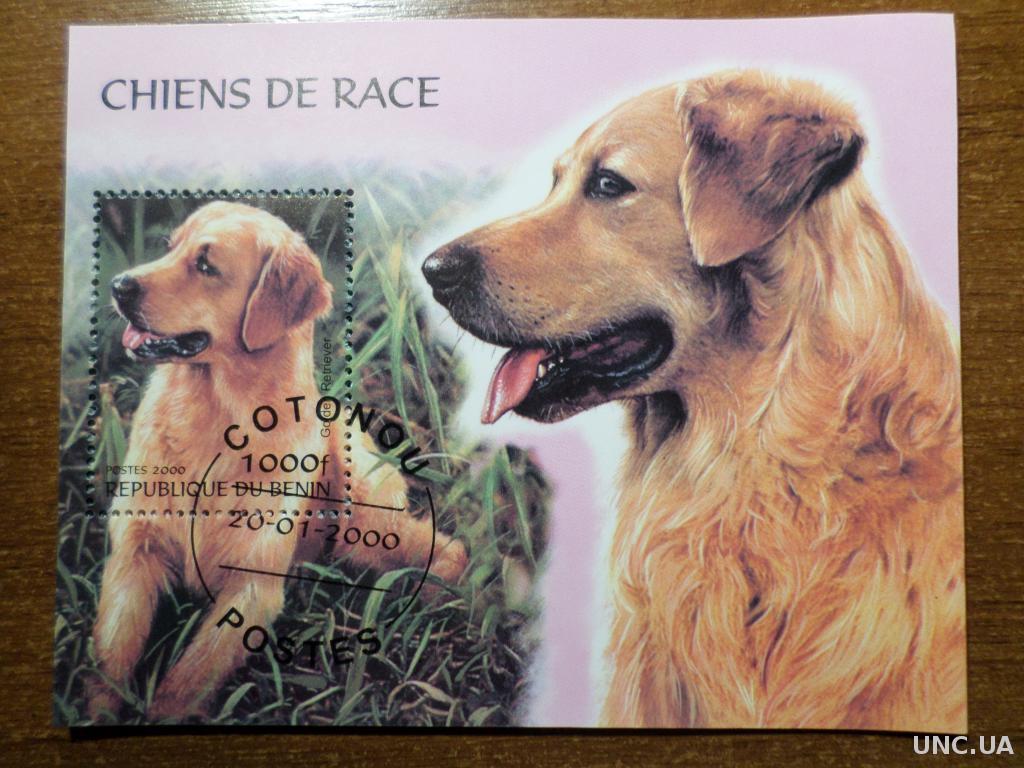 CHIENS DE RACE
Golden Retriever
COTONOU
1000f
POSTES 2000
REPUBLIQUE DU BENIN
20-01-2000
POSTES
UNC.UA